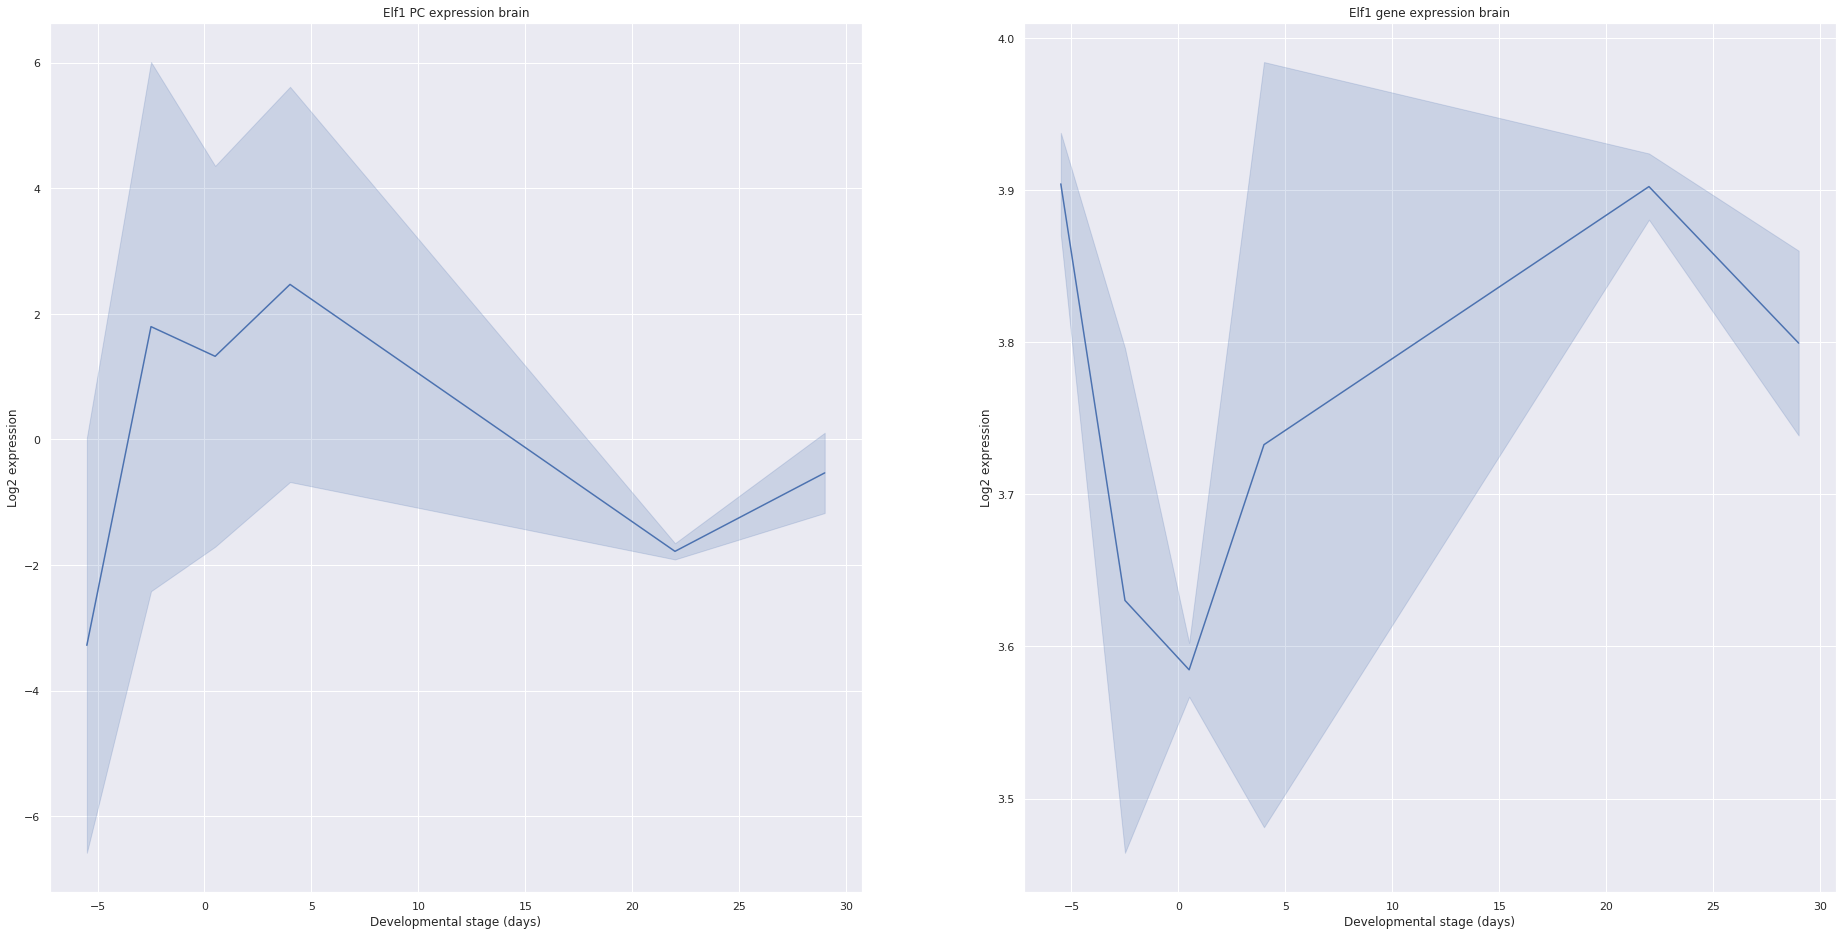 Elf1 PC expression brain
6
4
2
0
−2
−4
−6
Log2 expression
−5 0 5 10 15 20 25 30
Developmental stage (days)
Elf1 gene expression brain
4.0
3.9
3.8
3.7
3.6
3.5
Log2 expression
−5 0 5 10 15 20 25 30
Developmental stage (days)